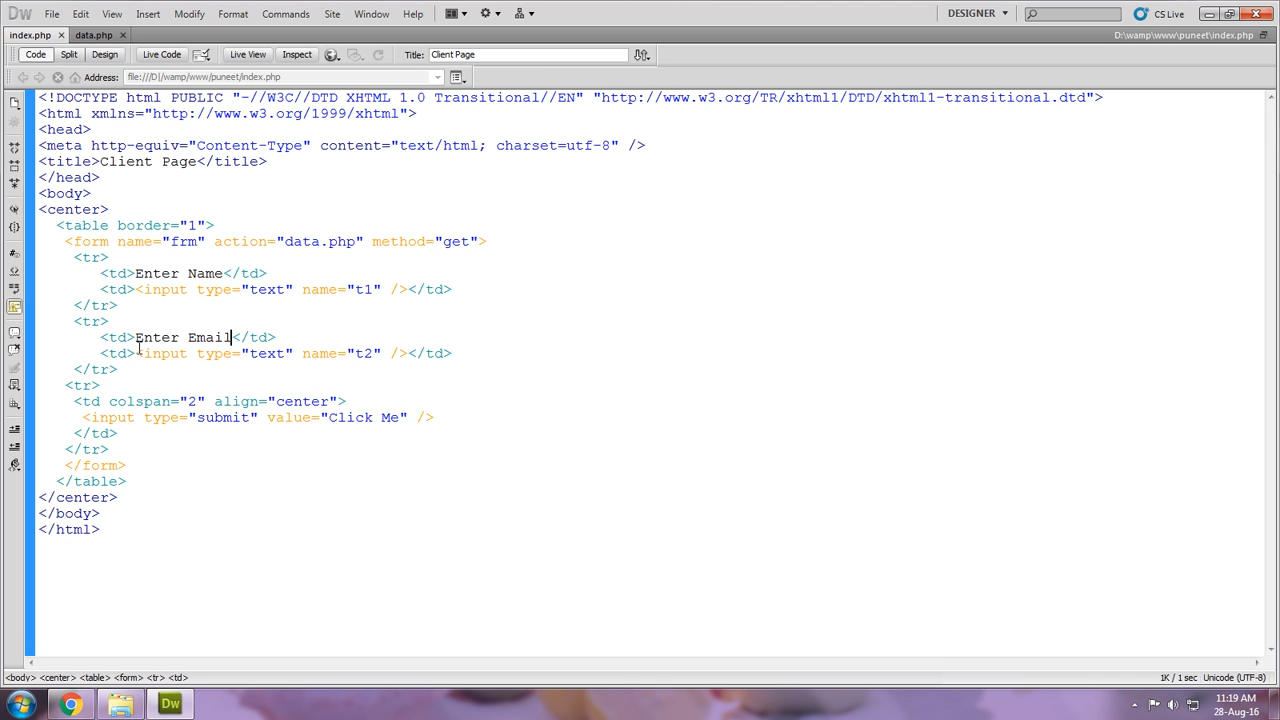 Dw File Edit View Insert Modify Format Commands Site Window Help DESIGNER CS Live
index.php data.php D:\wamp\www\puneet\index.php
Code Split Design Live Code Live View Inspect Title: Client Page
Address: file:///D|/wamp/www/puneet/index.php
<!DOCTYPE html PUBLIC "-//W3C//DTD XHTML 1.0 Transitional//EN" "http://www.w3.org/TR/xhtml1/DTD/xhtml1-transitional.dtd">
<html xmlns="http://www.w3.org/1999/xhtml">
<head>
<meta http-equiv="Content-Type" content="text/html; charset=utf-8" />
<title>Client Page</title>
</head>
<body>
<center>
<table border="1">
<form name="frm" action="data.php" method="get">
<tr>
<td>Enter Name</td>
<td><input type="text" name="t1" /></td>
</tr>
<tr>
<td>Enter Email</td>
<td><input type="text" name="t2" /></td>
</tr>
<tr>
<td colspan="2" align="center">
<input type="submit" value="Click Me" />
</td>
</tr>
</form>
</table>
</center>
</body>
</html>
<body> <center> <table> <form> <tr> <td> 1K / 1 sec Unicode (UTF-8)
Dw 11:19 AM
28-Aug-16